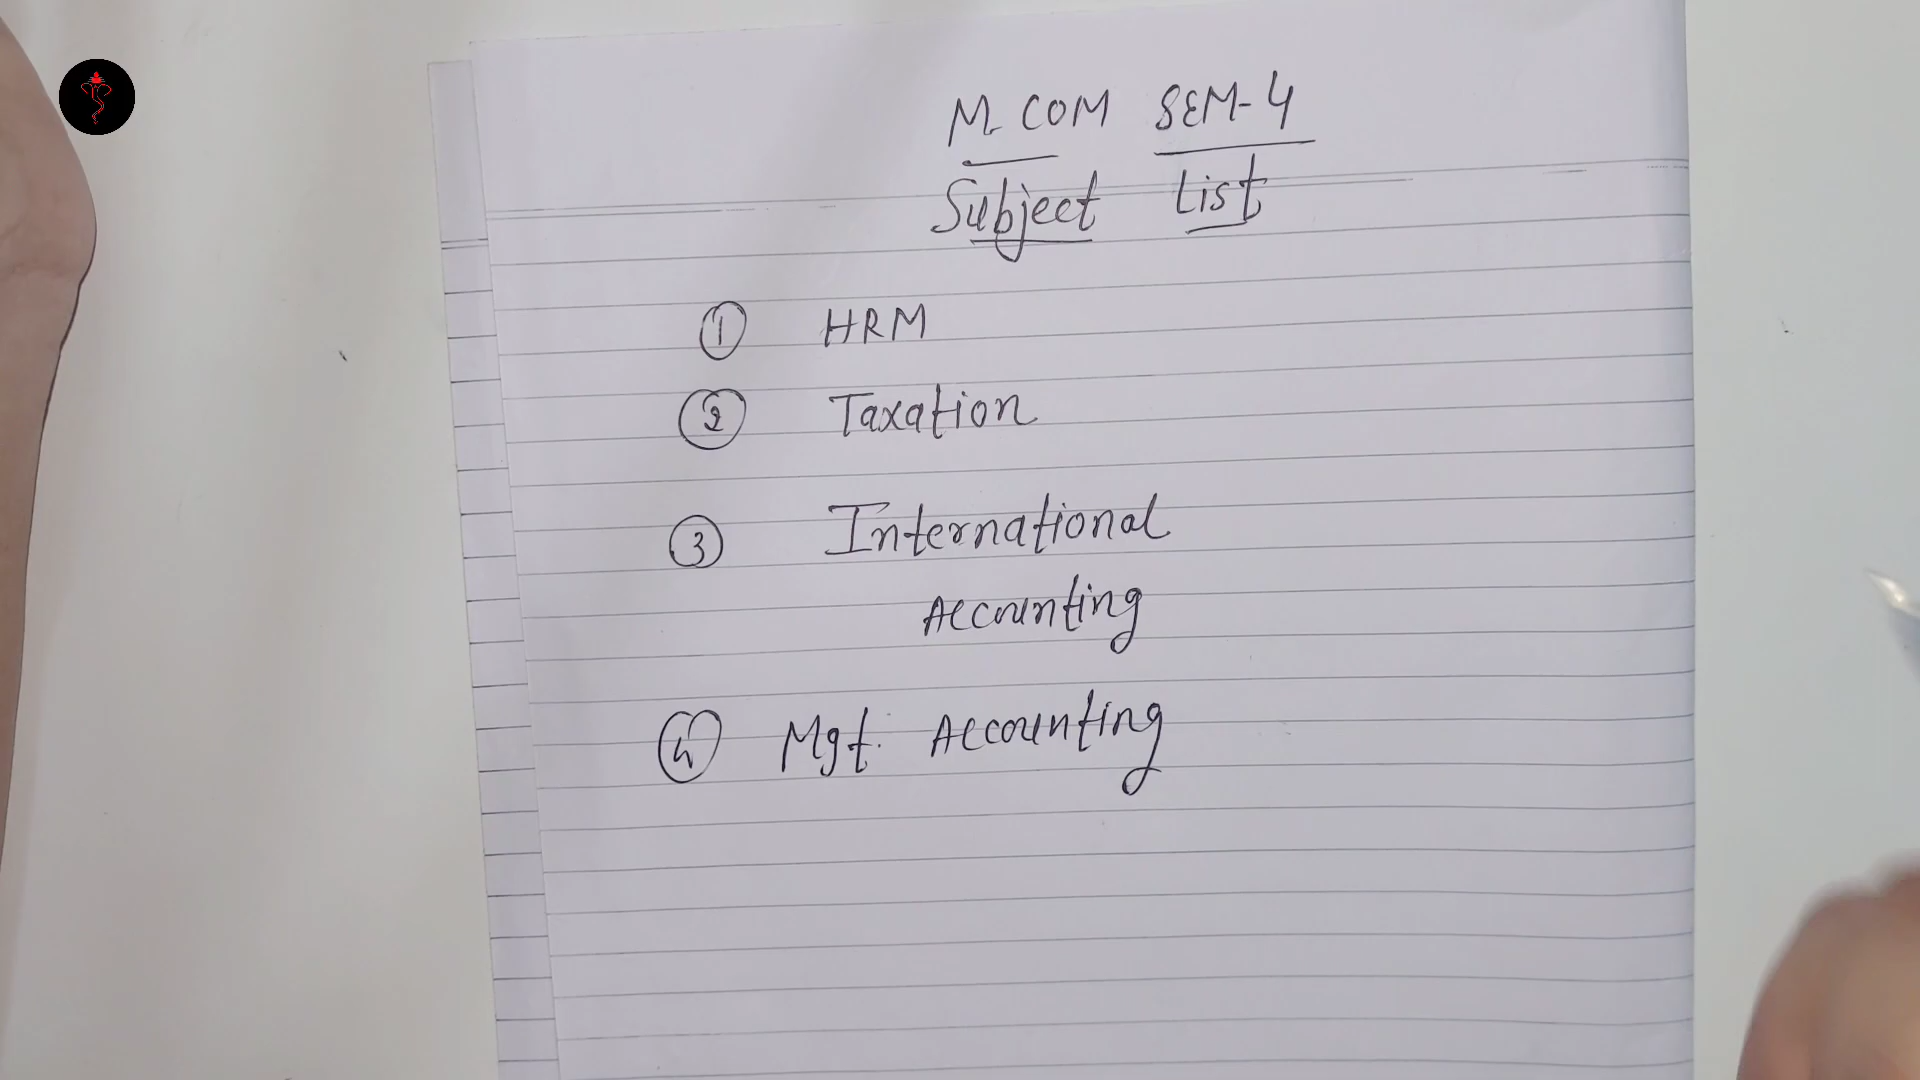 M. COM SEM-4
Subject List
① HRM
② Taxation
③ International
Accounting
④ Mgt. Accounting